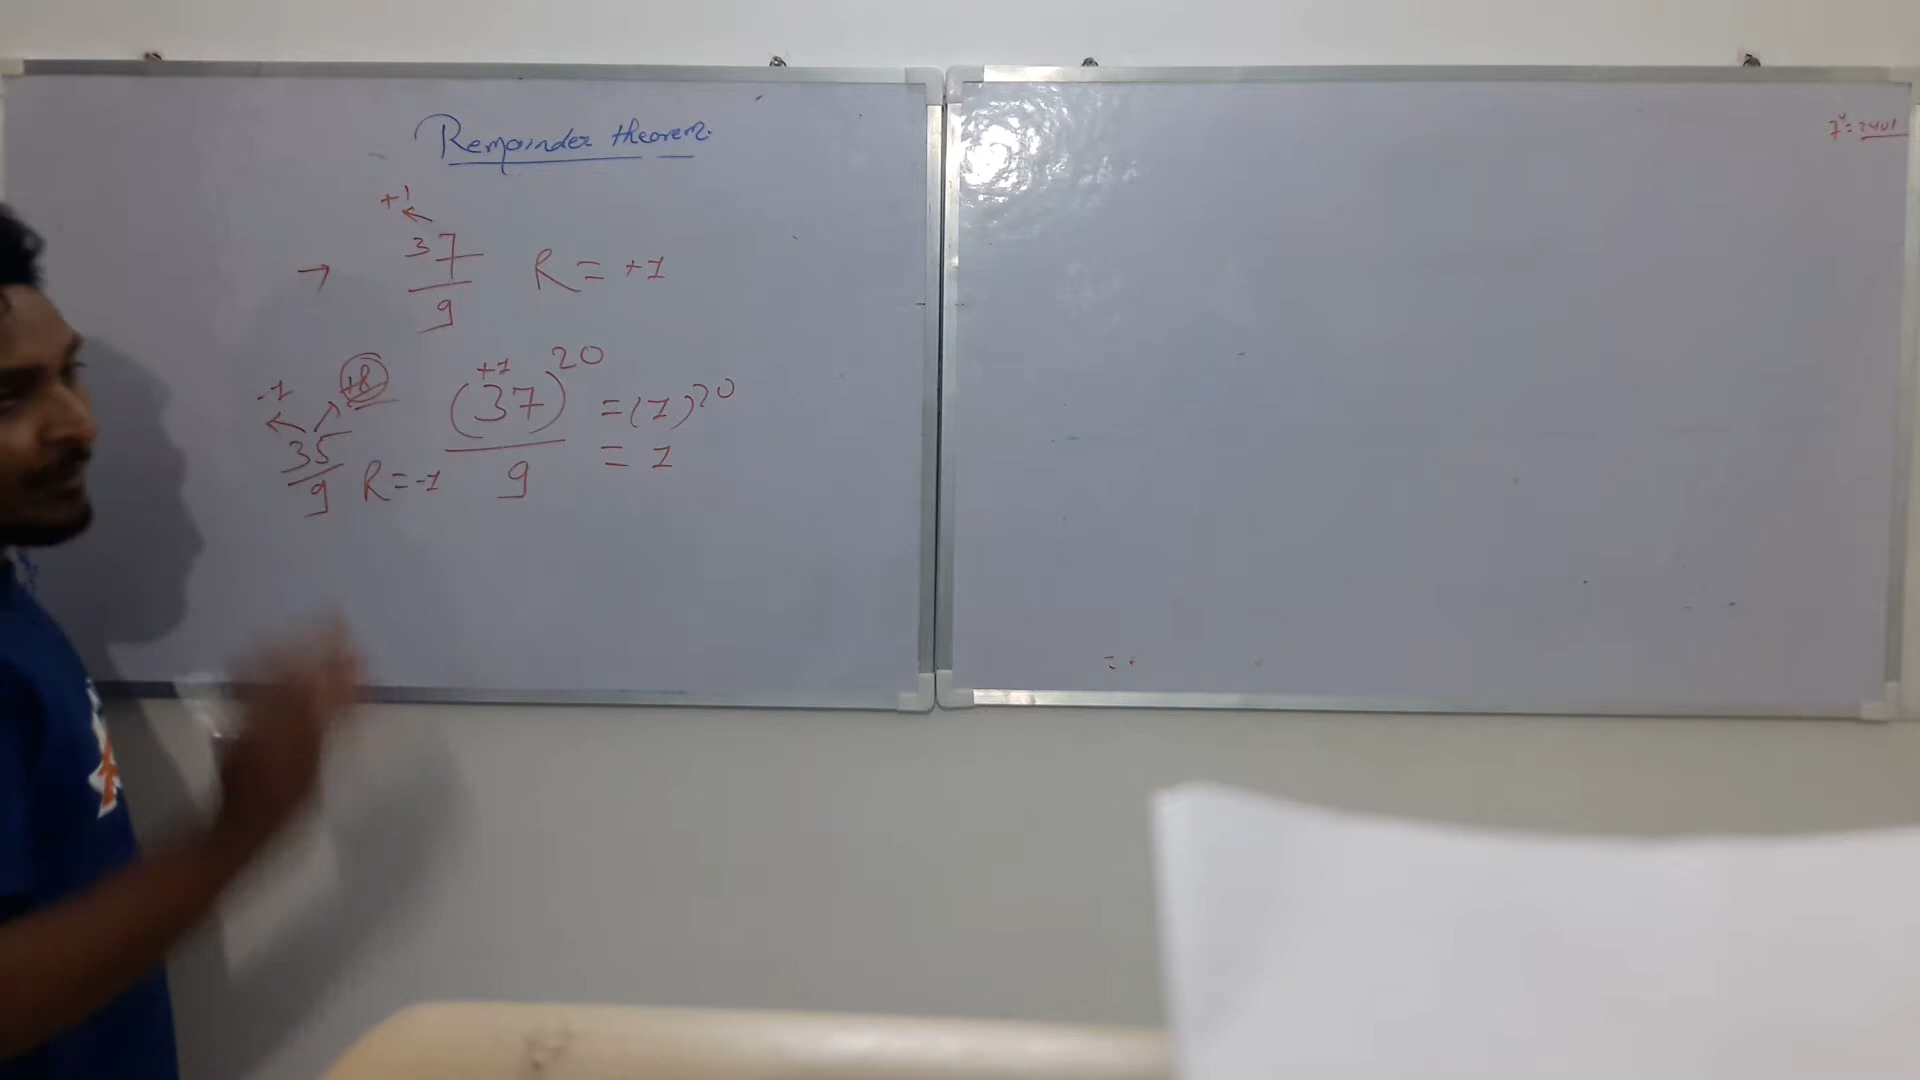 Remainder theorem.
+1
→ 37/9 R = +1
-1 +8 (37)^20 +1 = (1)^20
35/9 R = -1 9 = 1
7^4 = 2401
= .